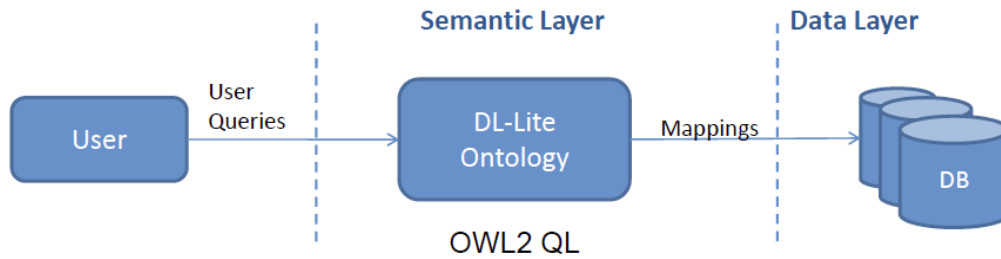 Semantic Layer
Data Layer
User
User
Queries
DL-Lite
Ontology
Mappings
DB
OWL2 QL